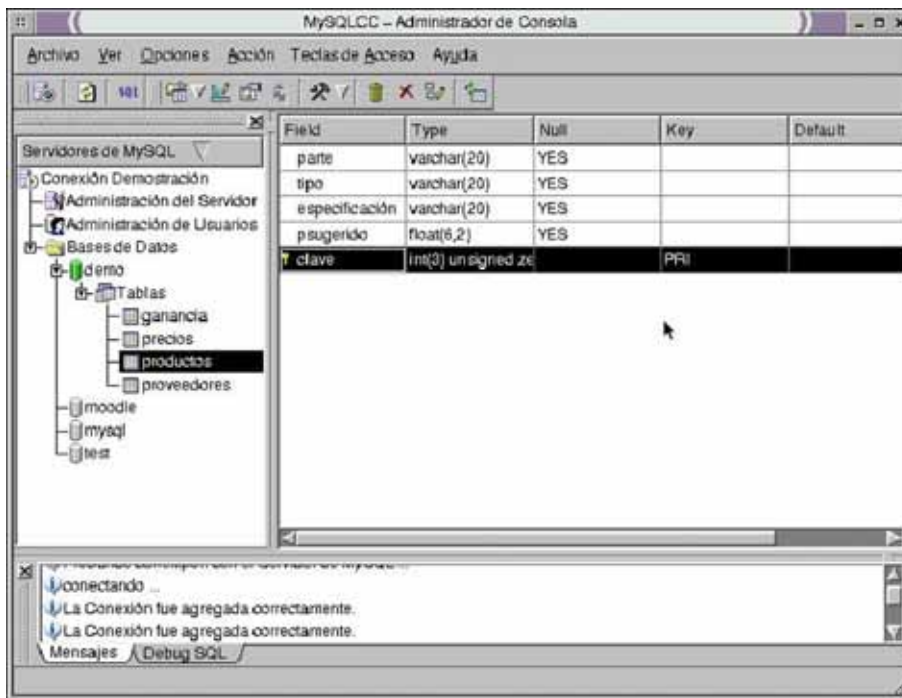 MySQLCC - Administrador de Consola
Archivo Ver Opciones Acción Teclas de Acceso Ayuda
SQL
Servidores de MySQL
Conexión Demostración
Administración del Servidor
Administración de Usuarios
Bases de Datos
demo
Tablas
ganancia
precios
productos
proveedores
moodle
mysql
test
Field Type Null Key Default
parte varchar(20) YES
tipo varchar(20) YES
especificación varchar(20) YES
psugerido float(6,2) YES
clave int(3) unsigned ze PRI
conectando ...
La Conexión fue agregada correctamente.
La Conexión fue agregada correctamente.
Mensajes Debug SQL